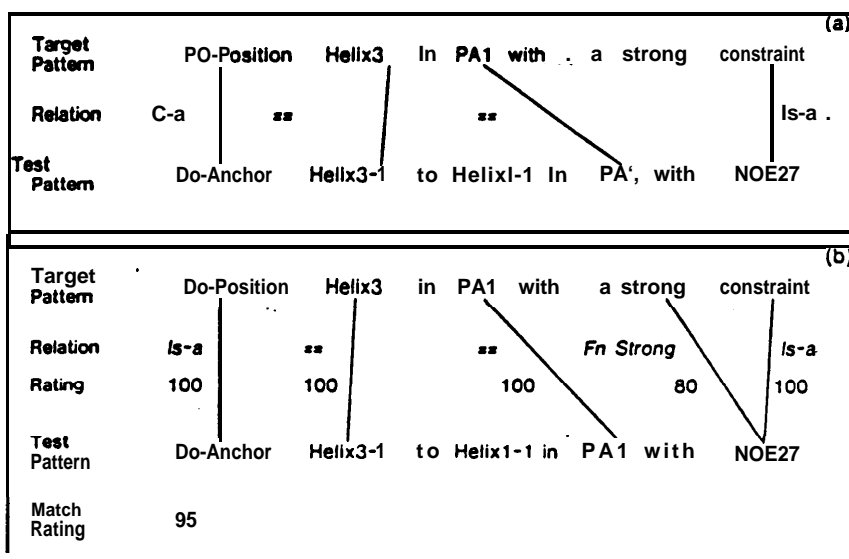 (a)
Target Pattern PO-Position Helix3 In PA1 with . a strong constraint
Relation C-a == == Is-a .
Test Pattern Do-Anchor Helix3-1 to Helixl-1 In PA‘, with NOE27
(b)
Target Pattern Do-Position Helix3 in PA1 with a strong constraint
Relation Is-a == == Fn Strong Is-a
Rating 100 100 100 80 100
Test Pattern Do-Anchor Helix3-1 to Helix1-1 in PA1 with NOE27
Match Rating 95